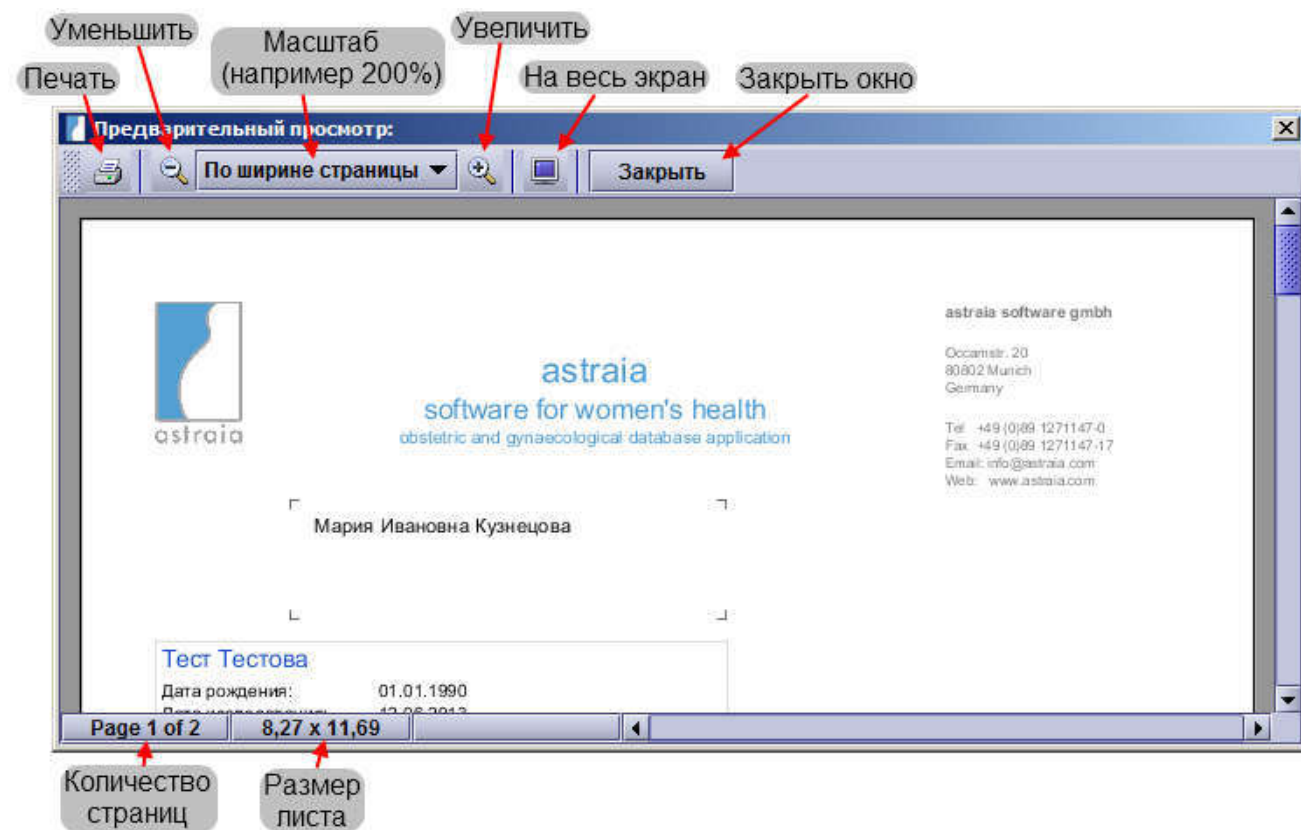 Уменьшить
Масштаб
(например 200%)
Увеличить
Печать
На весь экран
Закрыть окно
Предварительный просмотр:
По ширине страницы
Закрыть
astraia software gmbh
Occamstr. 20
80802 Munich
Germany
astraia
software for women's health
obstetric and gynaecological database application
astraia
Tel +49 (0)89 1271147-0
Fax +49 (0)89 1271147-17
Email: info@astraia.com
Web: www.astraia.com
Мария Ивановна Кузнецова
Тест Тестова
Дата рождения: 01.01.1990
Page 1 of 2 8,27 x 11,69
Количество
страниц
Размер
листа